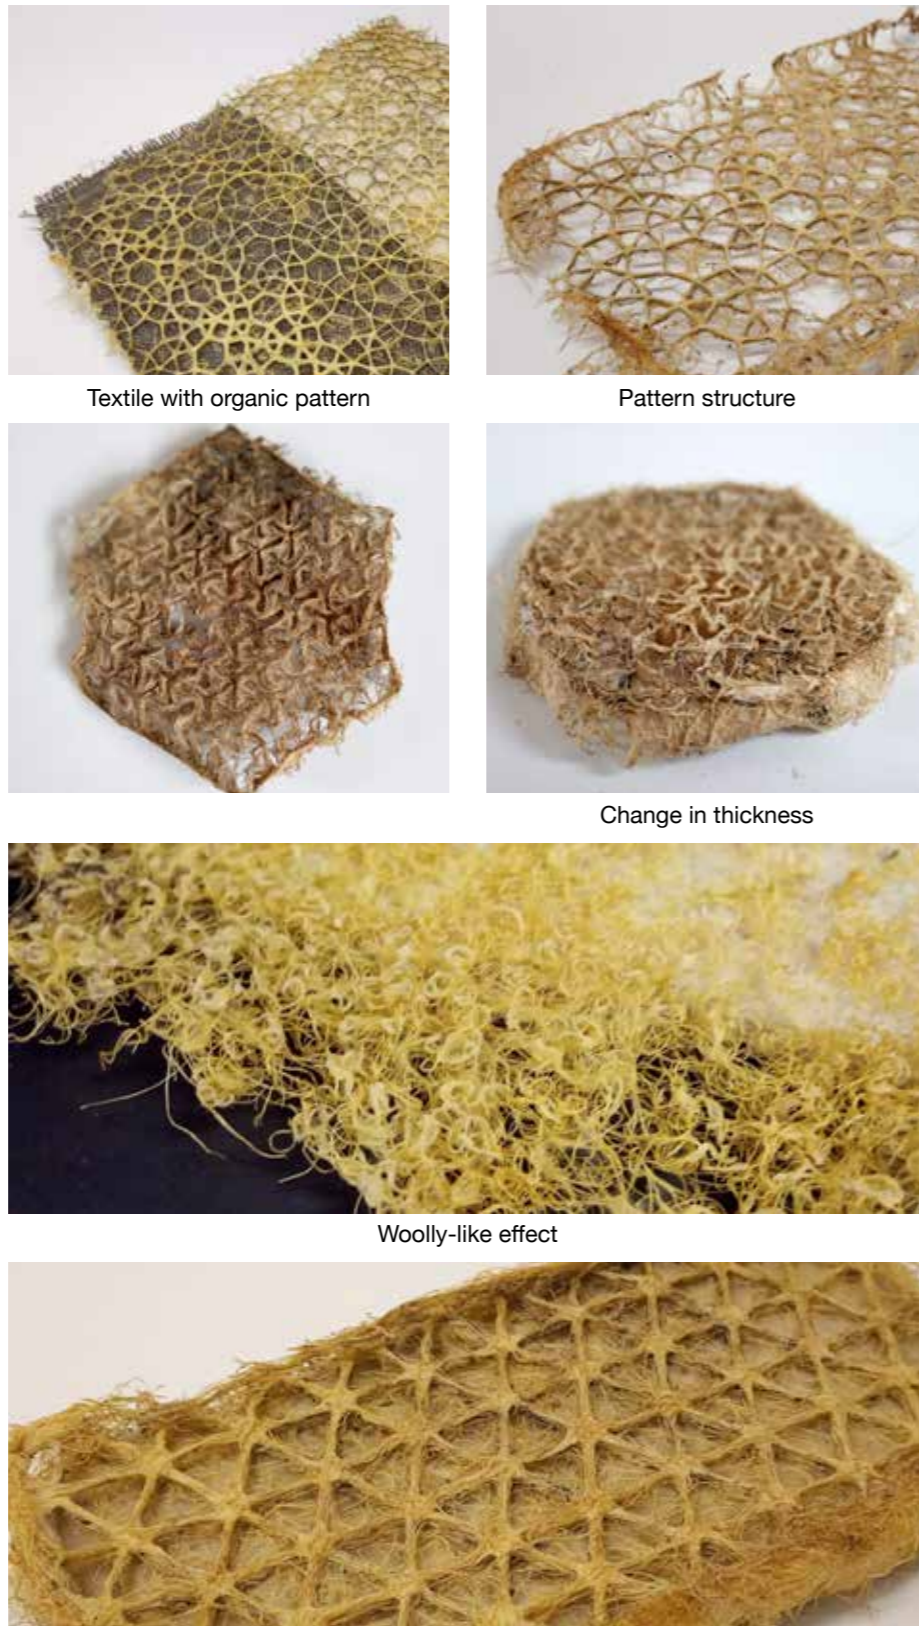 Textile with organic pattern
Pattern structure
Change in thickness
Woolly-like effect